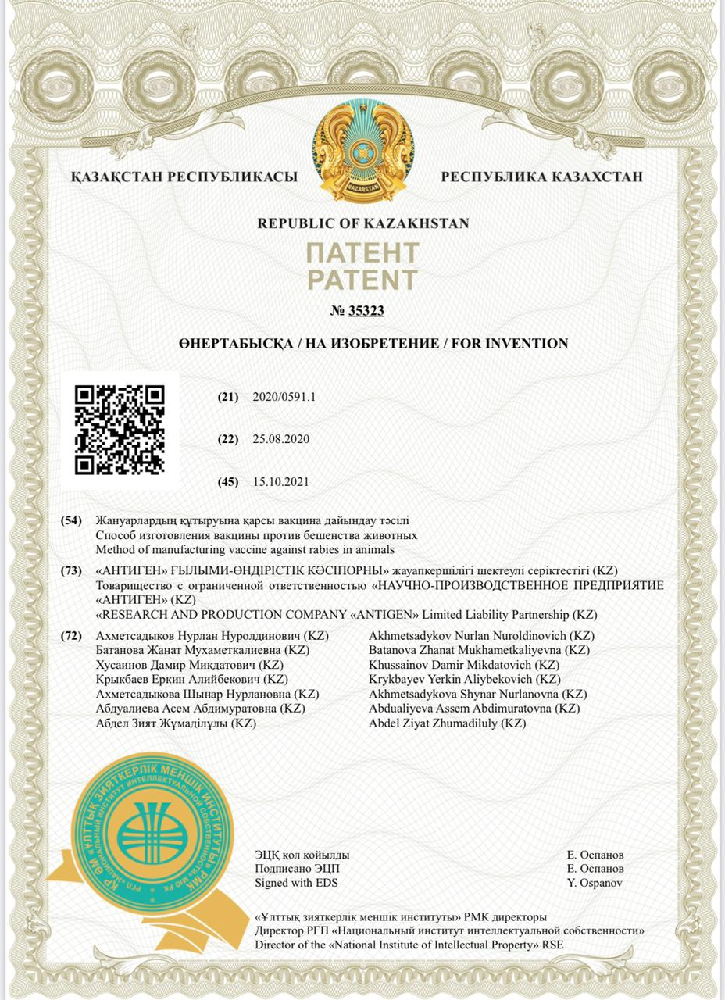 ҚАЗАҚСТАН РЕСПУБЛИКАСЫ
РЕСПУБЛИКА КАЗАХСТАН
QAZAQSTAN
REPUBLIC OF KAZAKHSTAN
ПАТЕНТ
PATENT
№ 35323
ӨНЕРТАБЫСҚА / НА ИЗОБРЕТЕНИЕ / FOR INVENTION
(21) 2020/0591.1
(22) 25.08.2020
(45) 15.10.2021
(54) Жануарлардың құтыруына қарсы вакцина дайындау тәсілі
Способ изготовления вакцины против бешенства животных
Method of manufacturing vaccine against rabies in animals
(73) «АНТИГЕН» ҒЫЛЫМИ-ӨНДІРІСТІК КӘСІПОРНЫ» жауапкершілігі шектеулі серіктестігі (KZ)
Товарищество с ограниченной ответственностью «НАУЧНО-ПРОИЗВОДСТВЕННОЕ ПРЕДПРИЯТИЕ
«АНТИГЕН» (KZ)
«RESEARCH AND PRODUCTION COMPANY «ANTIGEN» Limited Liability Partnership (KZ)
(72) Ахметсадыков Нурлан Нуролдинович (KZ) Akhmetsadykov Nurlan Nuroldinovich (KZ)
Батанова Жанат Мухаметкалиевна (KZ) Batanova Zhanat Mukhametkaliyevna (KZ)
Хусаинов Дамир Микдатович (KZ) Khussainov Damir Mikdatovich (KZ)
Крыкбаев Еркин Алийбекович (KZ) Krykbayev Yerkin Aliybekovich (KZ)
Ахметсадыкова Шынар Нурлановна (KZ) Akhmetsadykova Shynar Nurlanovna (KZ)
Абдуалиева Асем Абдимуратовна (KZ) Abdualiyeva Assem Abdimuratovna (KZ)
Абдел Зият Жұмаділұлы (KZ) Abdel Ziyat Zhumadiluly (KZ)
ҚР ӘМ «ҰЛТТЫҚ ЗИЯТКЕРЛІК МЕНШІК ИНСТИТУТЫ» РМК
РГП «НАЦИОНАЛЬНЫЙ ИНСТИТУТ ИНТЕЛЛЕКТУАЛЬНОЙ СОБСТВЕННОСТИ» МЮ РК
ЭЦҚ қол қойылды Е. Оспанов
Подписано ЭЦП Е. Оспанов
Signed with EDS Y. Ospanov
«Ұлттық зияткерлік меншік институты» РМК директоры
Директор РГП «Национальный институт интеллектуальной собственности»
Director of the «National Institute of Intellectual Property» RSE